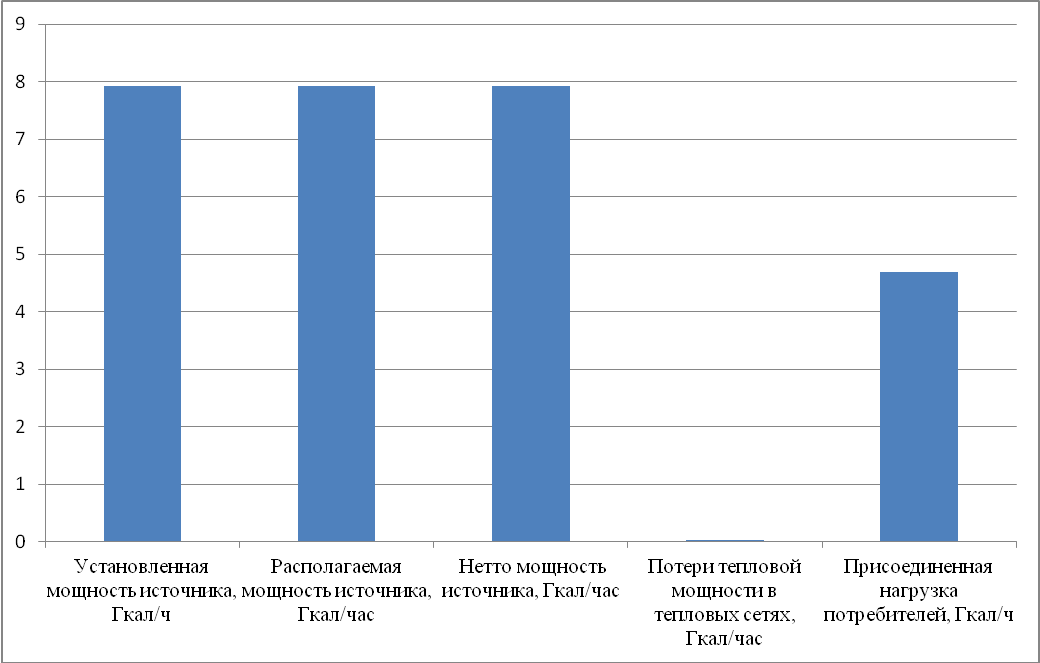 9
8
7
6
5
4
3
2
1
0
Установленная
мощность источника,
Гкал/ч
Располагаемая
мощность источника,
Гкал/час
Нетто мощность
источника, Гкал/час
Потери тепловой
мощности в
тепловых сетях,
Гкал/час
Присоединенная
нагрузка
потребителей, Гкал/ч